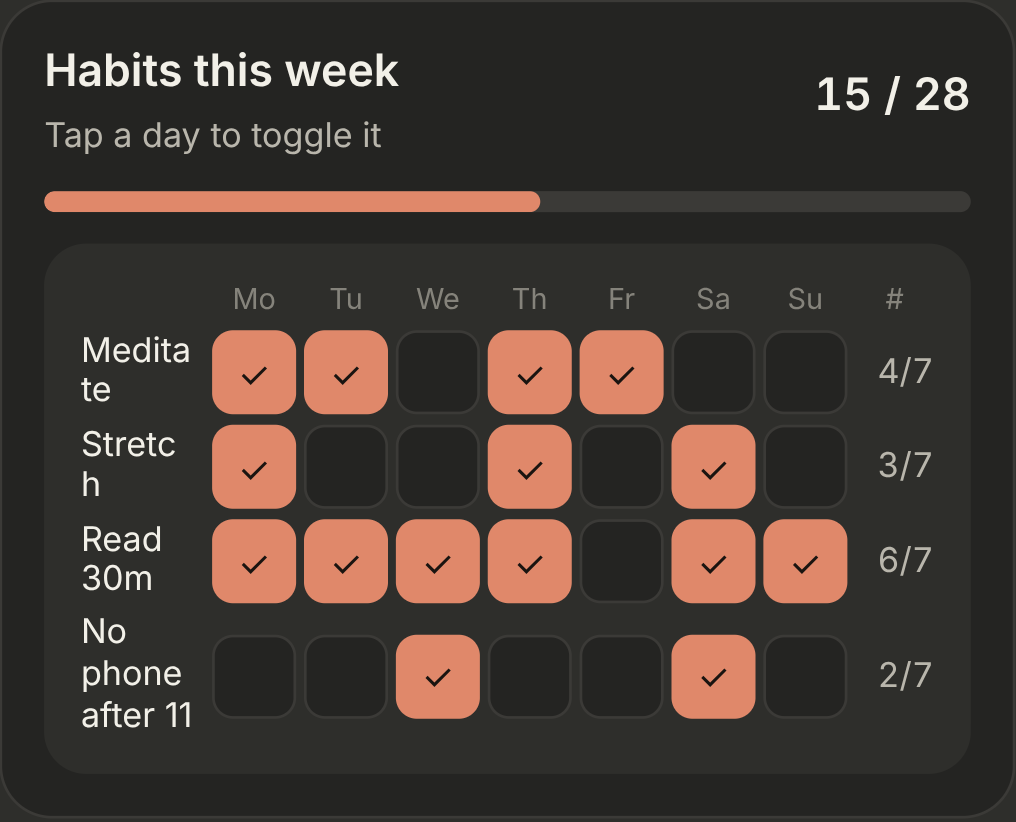 Habits this week
15 / 28
Tap a day to toggle it
Mo Tu We Th Fr Sa Su #
Medita
te
4/7
Stretc
h
3/7
Read
30m
6/7
No
phone
after 11
2/7